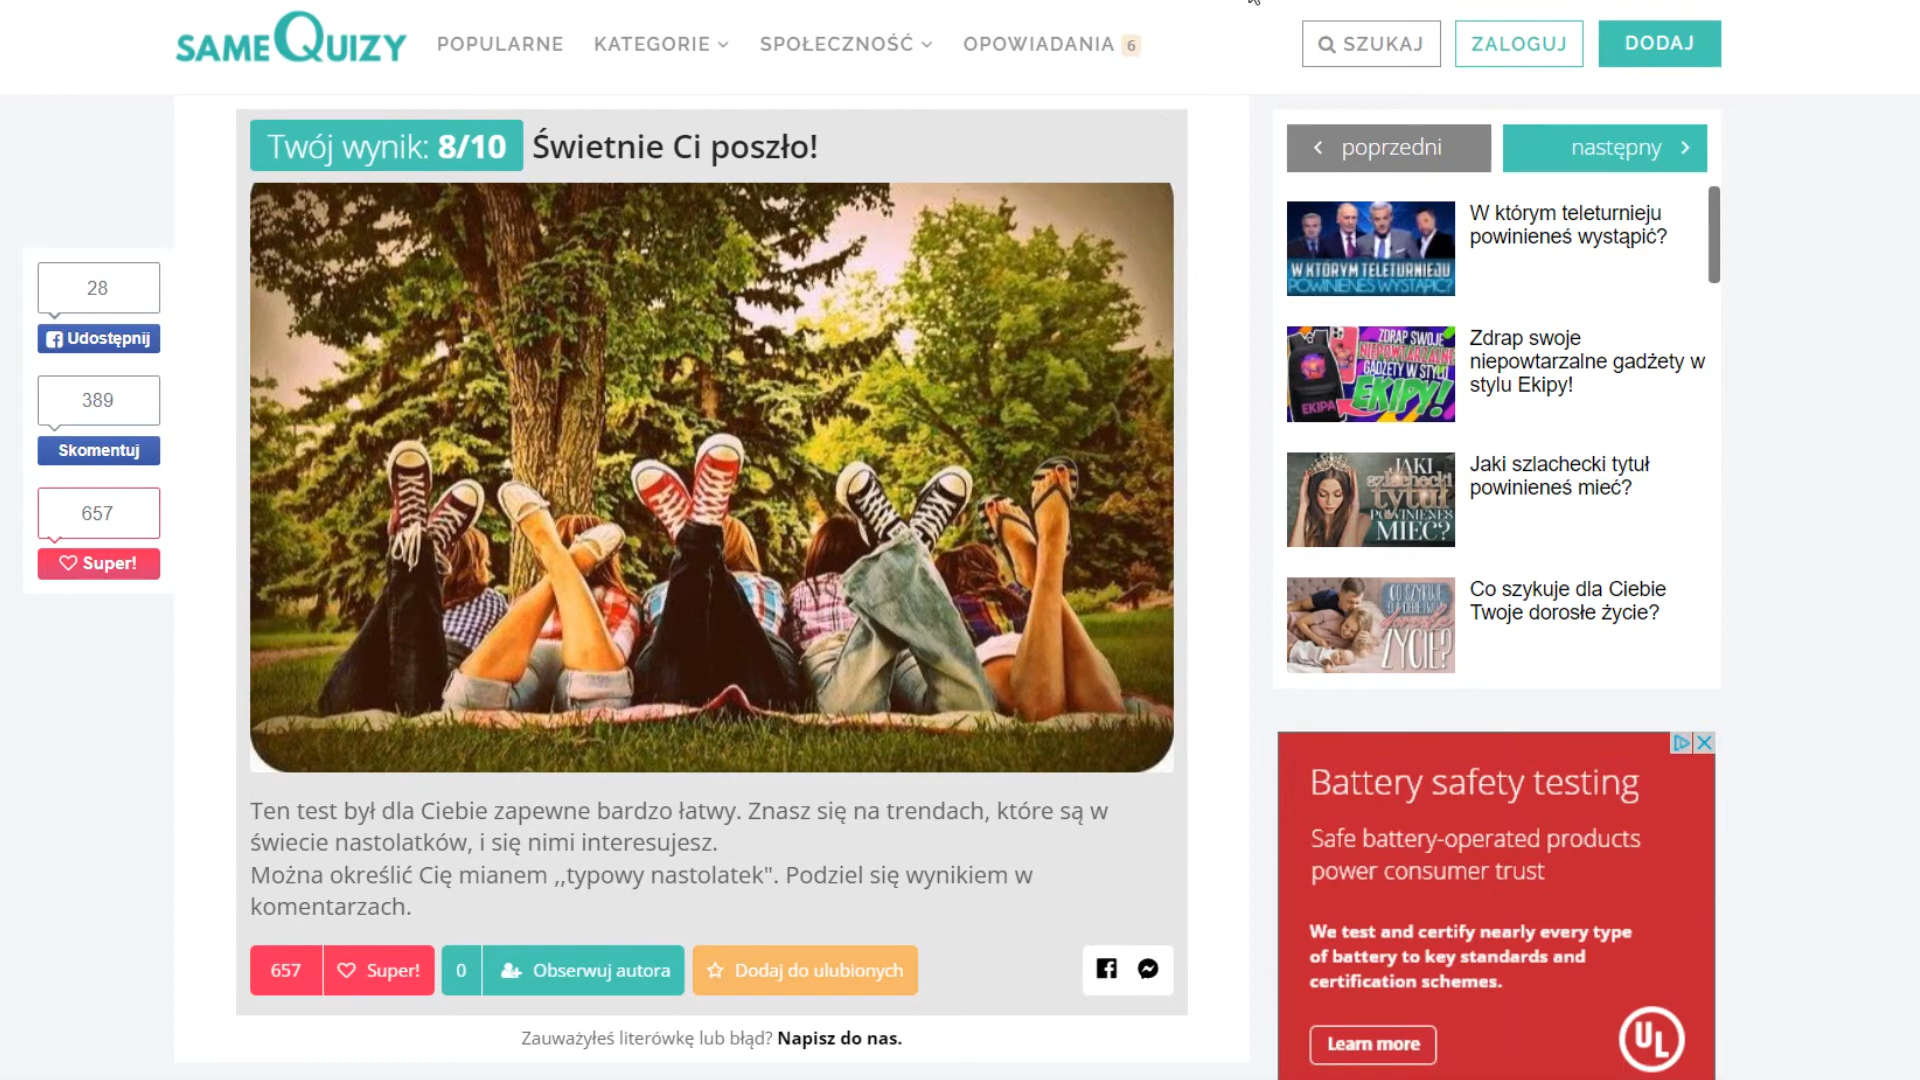 SAMEQUIZY
POPULARNE
KATEGORIE
SPOŁECZNOŚĆ
OPOWIADANIA 6
SZUKAJ
ZALOGUJ
DODAJ
28
Udostępnij
389
Skomentuj
657
Super!
Twój wynik: 8/10 Świetnie Ci poszło!
Ten test był dla Ciebie zapewne bardzo łatwy. Znasz się na trendach, które są w
świecie nastolatków, i się nimi interesujesz.
Można określić Cię mianem ,,typowy nastolatek". Podziel się wynikiem w
komentarzach.
657 Super!
0 Obserwuj autora
Dodaj do ulubionych
Zauważyłeś literówkę lub błąd? Napisz do nas.
poprzedni
następny
W KTÓRYM TELETURNIEJU
POWINIENEŚ WYSTĄPIĆ?
W którym teleturnieju
powinieneś wystąpić?
ZDRAP SWOJE
NIEPOWTARZALNE
GADŻETY W STYLU
EKIPY!
EKIPA
Zdrap swoje
niepowtarzalne gadżety w
stylu Ekipy!
JAKI
szlachecki
tytuł
POWINIENEŚ
MIEĆ?
Jaki szlachecki tytuł
powinieneś mieć?
CO SZYKUJE
DLA CIEBIE TWOJE
dorosłe
ŻYCIE?
Co szykuje dla Ciebie
Twoje dorosłe życie?
Battery safety testing
Safe battery-operated products
power consumer trust
We test and certify nearly every type
of battery to key standards and
certification schemes.
Learn more
UL